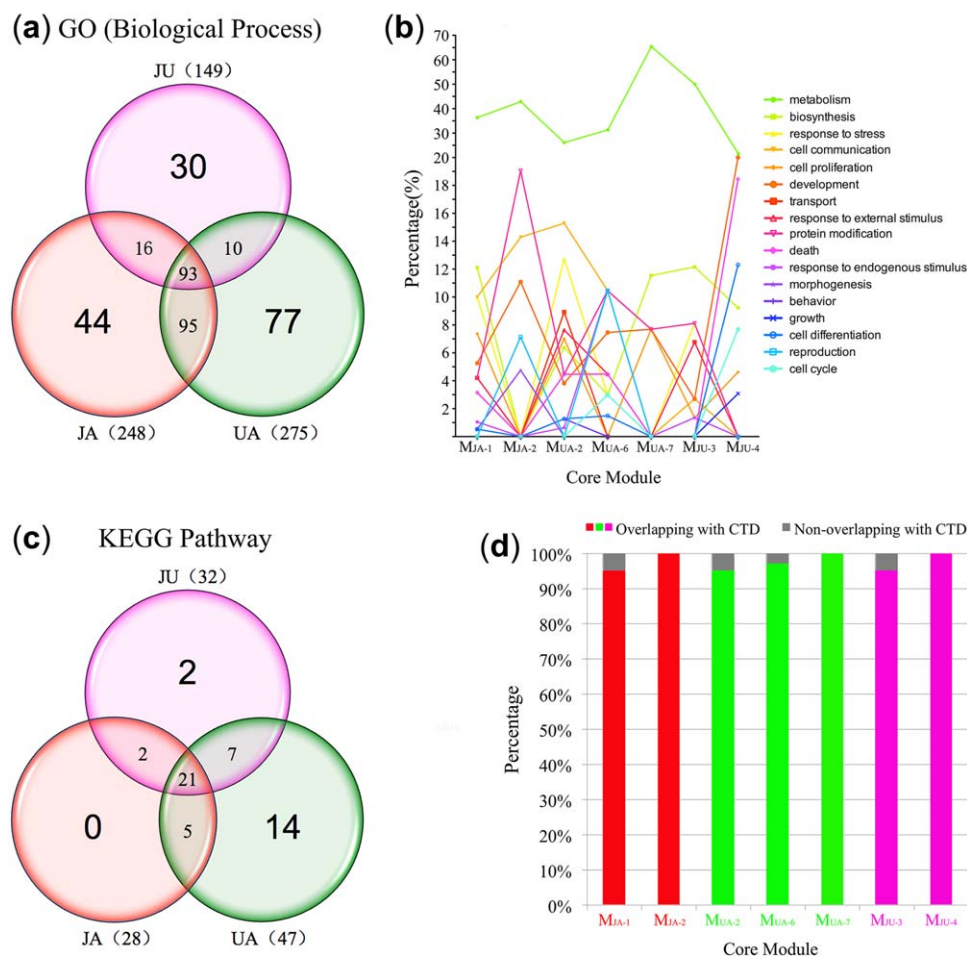 (a) GO (Biological Process)
JU (149)
30
16
10
93
44
95
77
JA (248)
UA (275)
(b)
70
60
50
40
30
20
16
14
12
10
8
6
4
2
Percentage(%)
MJA-1
MJA-2
MUA-2
MUA-6
MUA-7
MJU-3
MJU-4
Core Module
metabolism
biosynthesis
response to stress
cell communication
cell proliferation
development
transport
response to external stimulus
protein modification
death
response to endogenous stimulus
morphogenesis
behavior
growth
cell differentiation
reproduction
cell cycle
(c) KEGG Pathway
JU (32)
2
2
7
21
0
5
14
JA (28)
UA (47)
(d)
Overlapping with CTD
Non-overlapping with CTD
100%
90%
80%
70%
60%
50%
40%
30%
20%
10%
0%
Percentage
MJA-1
MJA-2
MUA-2
MUA-6
MUA-7
MJU-3
MJU-4
Core Module